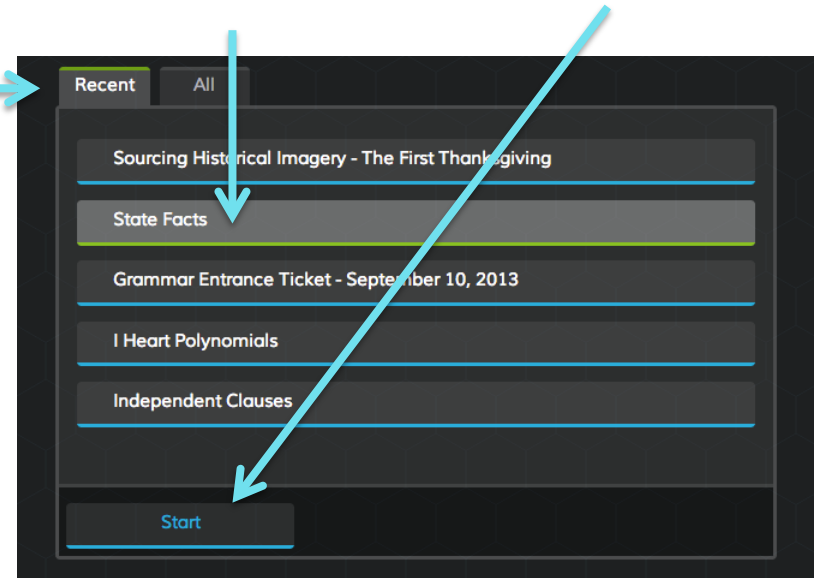 Recent All
Sourcing Historical Imagery - The First Thanksgiving
State Facts
Grammar Entrance Ticket - September 10, 2013
I Heart Polynomials
Independent Clauses
Start